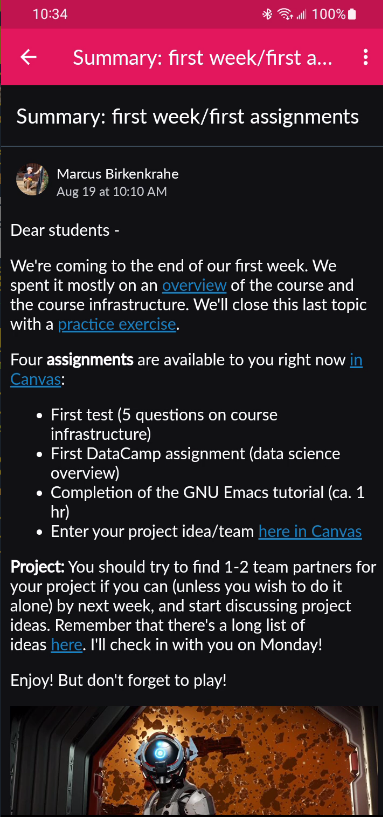 10:34
100%
Summary: first week/first a...
Summary: first week/first assignments
Marcus Birkenkrahe
Aug 19 at 10:10 AM
Dear students -
We're coming to the end of our first week. We
spent it mostly on an overview of the course and
the course infrastructure. We'll close this last topic
with a practice exercise.
Four assignments are available to you right now in
Canvas:
• First test (5 questions on course
infrastructure)
• First DataCamp assignment (data science
overview)
• Completion of the GNU Emacs tutorial (ca. 1
hr)
• Enter your project idea/team here in Canvas
Project: You should try to find 1-2 team partners for
your project if you can (unless you wish to do it
alone) by next week, and start discussing project
ideas. Remember that there's a long list of
ideas here. I'll check in with you on Monday!
Enjoy! But don't forget to play!